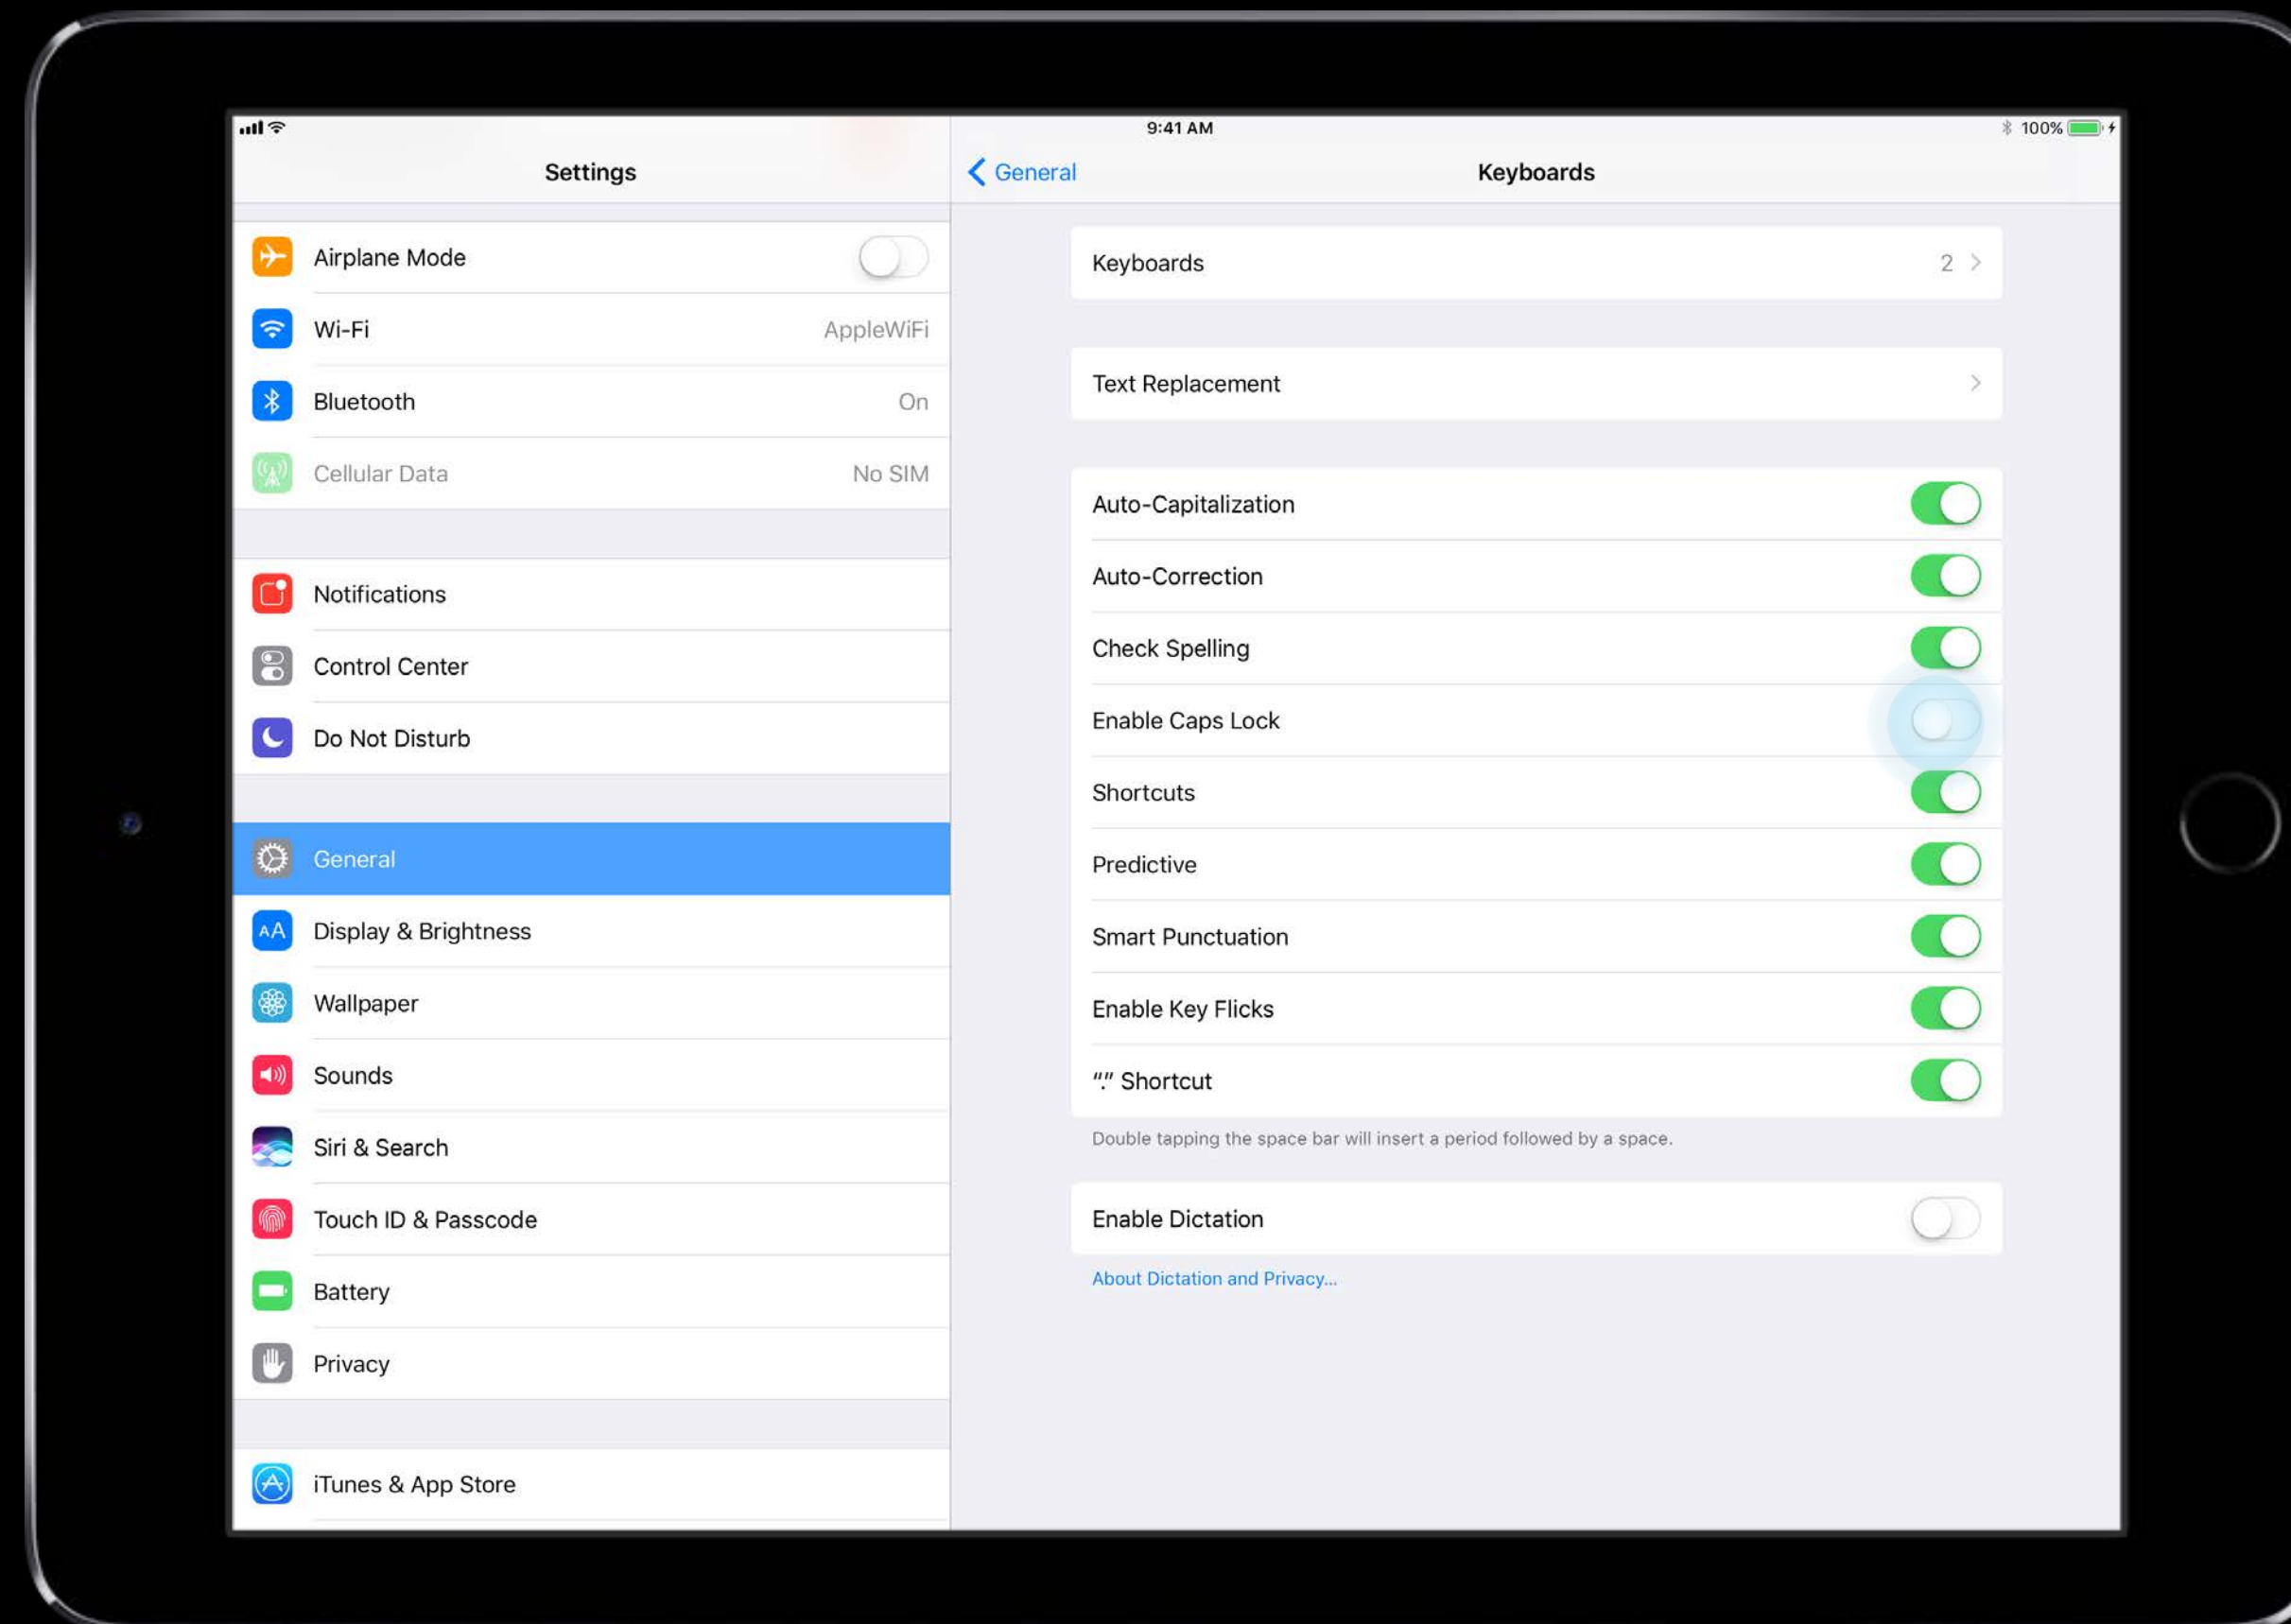 9:41 AM
100%
Settings
General
Keyboards
Airplane Mode
Wi-Fi AppleWiFi
Bluetooth On
Cellular Data No SIM
Notifications
Control Center
Do Not Disturb
General
AA Display & Brightness
Wallpaper
Sounds
Siri & Search
Touch ID & Passcode
Battery
Privacy
iTunes & App Store
Keyboards 2
Text Replacement
Auto-Capitalization
Auto-Correction
Check Spelling
Enable Caps Lock
Shortcuts
Predictive
Smart Punctuation
Enable Key Flicks
“.” Shortcut
Double tapping the space bar will insert a period followed by a space.
Enable Dictation
About Dictation and Privacy...